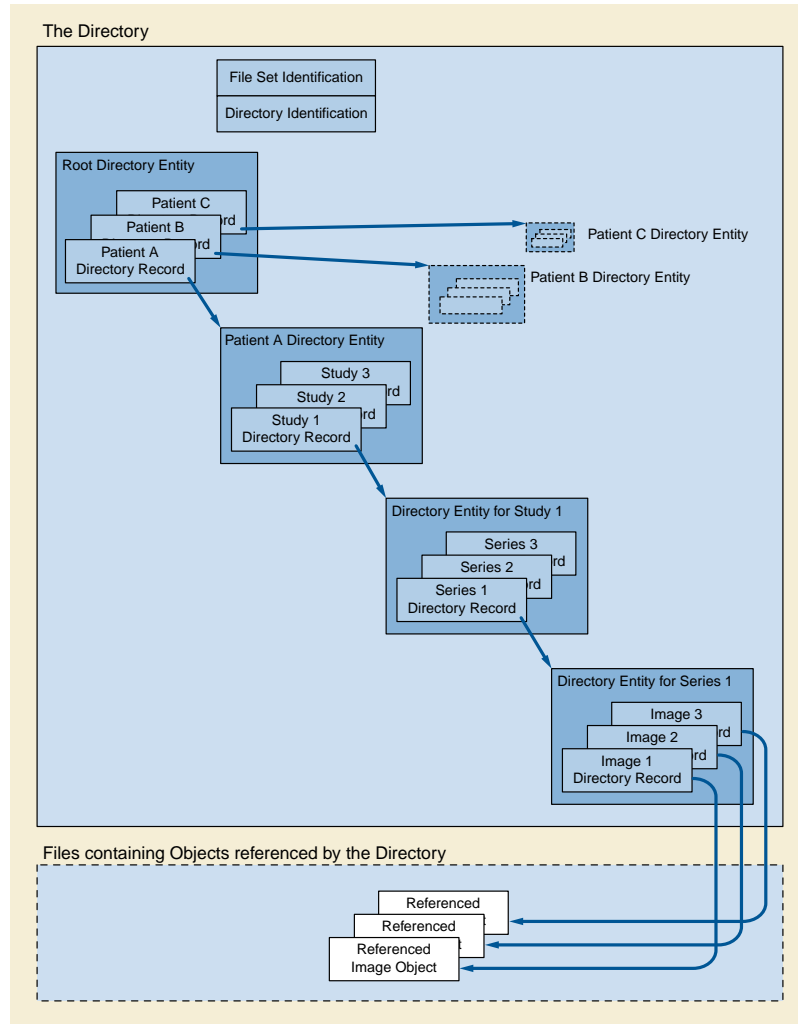 The Directory
File Set Identification
Directory Identification
Root Directory Entity
Patient C
rd
Patient B
rd
Patient A
Directory Record
Patient C Directory Entity
Patient B Directory Entity
Patient A Directory Entity
Study 3
rd
Study 2
rd
Study 1
Directory Record
Directory Entity for Study 1
Series 3
rd
Series 2
rd
Series 1
Directory Record
Directory Entity for Series 1
Image 3
rd
Image 2
ord
Image 1
Directory Record
Files containing Objects referenced by the Directory
Referenced
t
Referenced
t
Referenced
Image Object